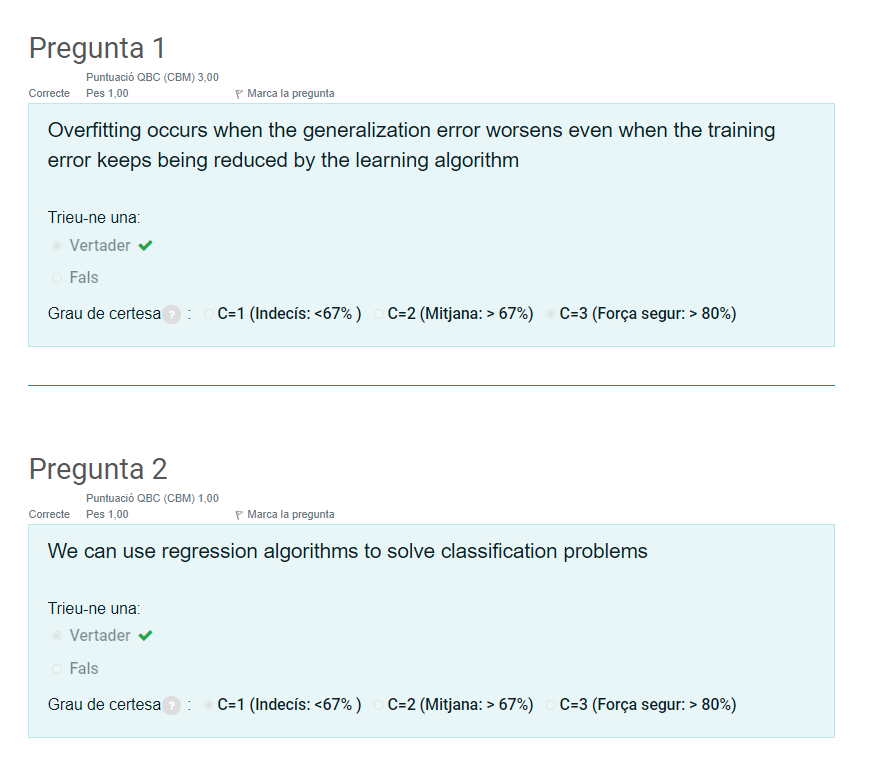 Pregunta 1
Puntuació QBC (CBM) 3,00
Correcte Pes 1,00 Marca la pregunta
Overfitting occurs when the generalization error worsens even when the training
error keeps being reduced by the learning algorithm
Trieu-ne una:
Vertader
Fals
Grau de certesa ? : C=1 (Indecís: <67% ) C=2 (Mitjana: > 67%) C=3 (Força segur: > 80%)
Pregunta 2
Puntuació QBC (CBM) 1,00
Correcte Pes 1,00 Marca la pregunta
We can use regression algorithms to solve classification problems
Trieu-ne una:
Vertader
Fals
Grau de certesa ? : C=1 (Indecís: <67% ) C=2 (Mitjana: > 67%) C=3 (Força segur: > 80%)